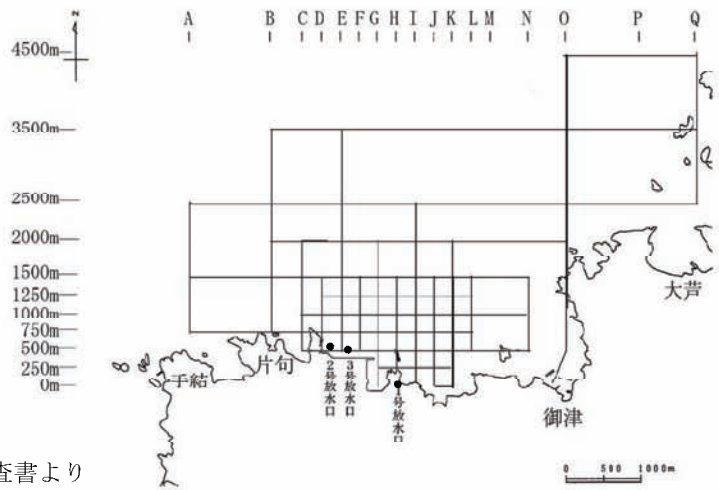 A B C D E F G H I J K L M N O P Q
N
4500m
3500m
2500m
2000m
1500m
1250m
1000m
750m
500m
250m
0m
大芦
手結
片句
2号放水口
3号放水口
1号放水口
御津
査書より
0 500 1000m